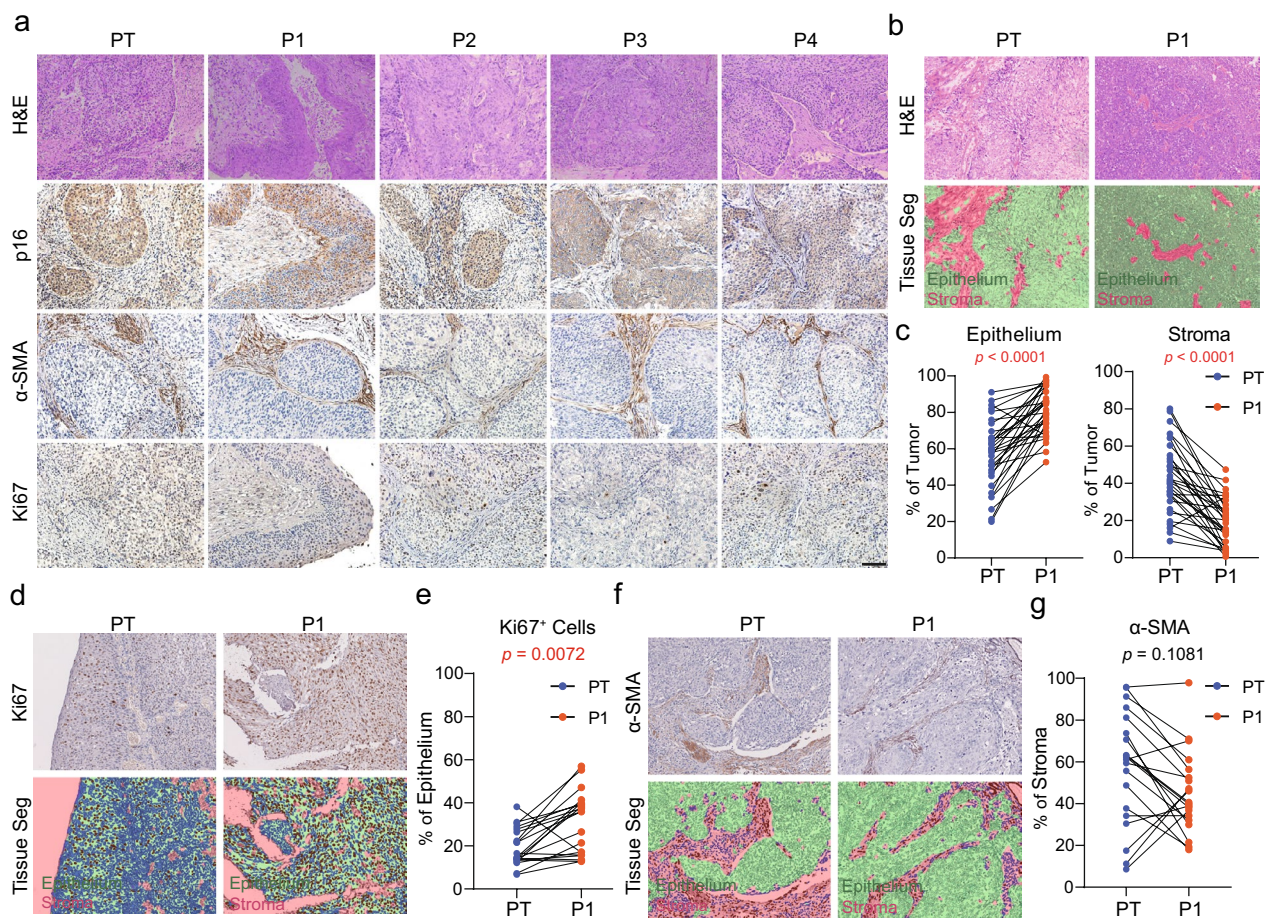 a
PT P1 P2 P3 P4
H&E
p16
α-SMA
Ki67
b
PT P1
H&E
Tissue Seg
Epithelium
Stroma
Epithelium
Stroma
c
Epithelium
p < 0.0001
% of Tumor
100
80
60
40
20
0
PT P1
Stroma
p < 0.0001
PT
P1
% of Tumor
100
80
60
40
20
0
PT P1
d
PT P1
Ki67
Tissue Seg
Epithelium
Stroma
Epithelium
Stroma
e
Ki67+ Cells
p = 0.0072
PT
P1
% of Epithelium
100
80
60
40
20
0
PT P1
f
PT P1
α-SMA
Tissue Seg
Epithelium
Stroma
Epithelium
Stroma
g
α-SMA
p = 0.1081
PT
P1
% of Stroma
100
80
60
40
20
0
PT P1